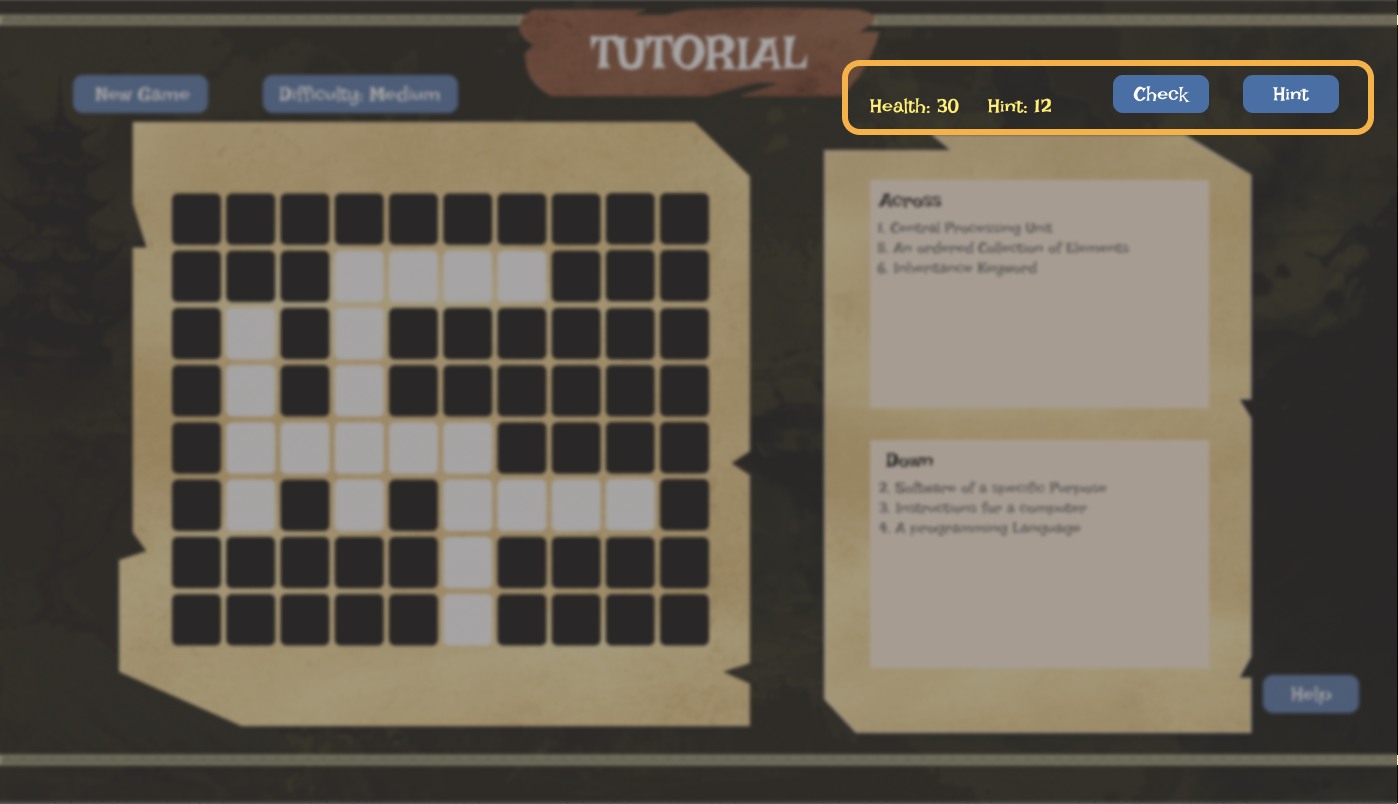 TUTORIAL
New Game
Difficulty: Medium
Health: 30
Hint: 12
Check
Hint
Across
1. Central Processing Unit
5. An ordered Collection of Elements
6. Inheritance Keyword
Down
2. Software of a specific Purpose
3. Instructions for a computer
4. A programming Language
Help